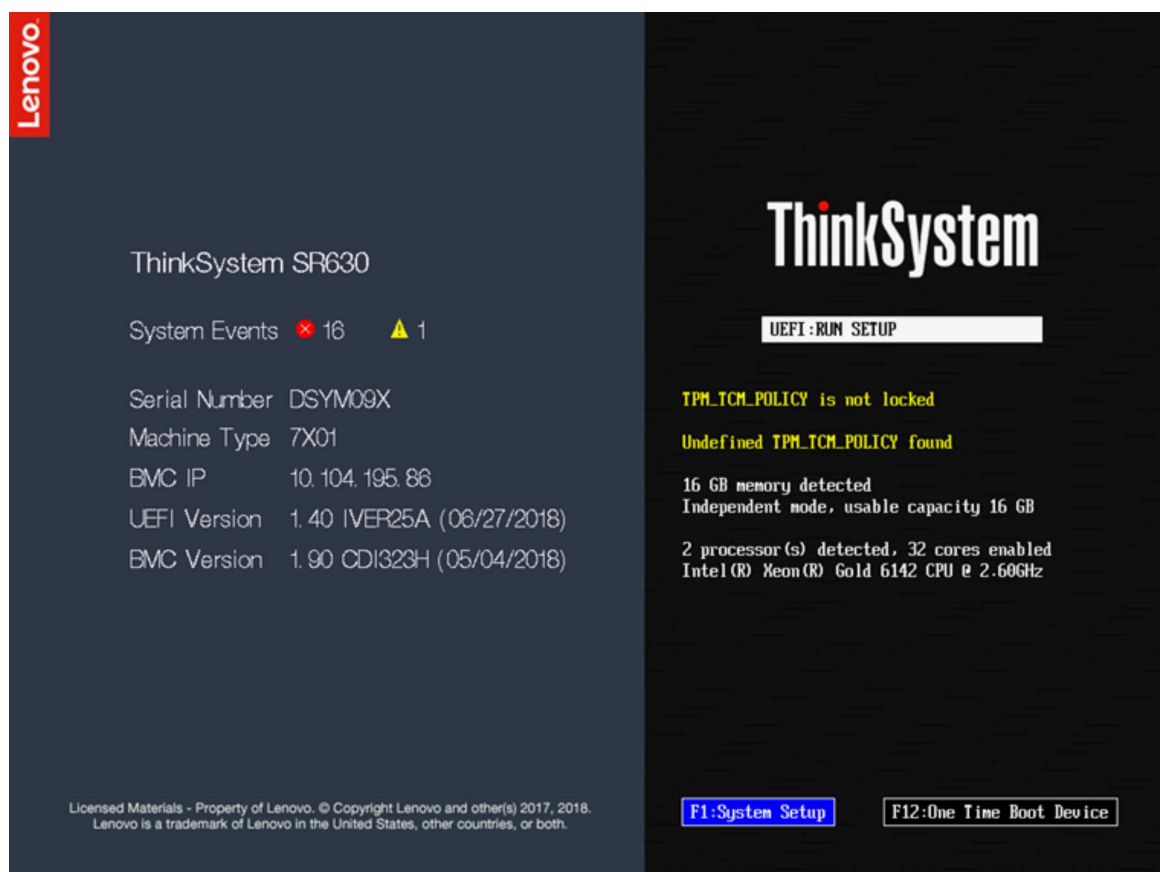 Lenovo.
ThinkSystem SR630
System Events 16 1
Serial Number DSYM09X
Machine Type 7X01
BMC IP 10.104.195.86
UEFI Version 1.40 IVER25A (06/27/2018)
BMC Version 1.90 CDI323H (05/04/2018)
Licensed Materials - Property of Lenovo. © Copyright Lenovo and other(s) 2017, 2018.
Lenovo is a trademark of Lenovo in the United States, other countries, or both.
ThinkSystem
UEFI:RUN SETUP
TPM_TCM_POLICY is not locked
Undefined TPM_TCM_POLICY found
16 GB memory detected
Independent mode, usable capacity 16 GB
2 processor(s) detected, 32 cores enabled
Intel(R) Xeon(R) Gold 6142 CPU @ 2.60GHz
F1:System Setup
F12:One Time Boot Device